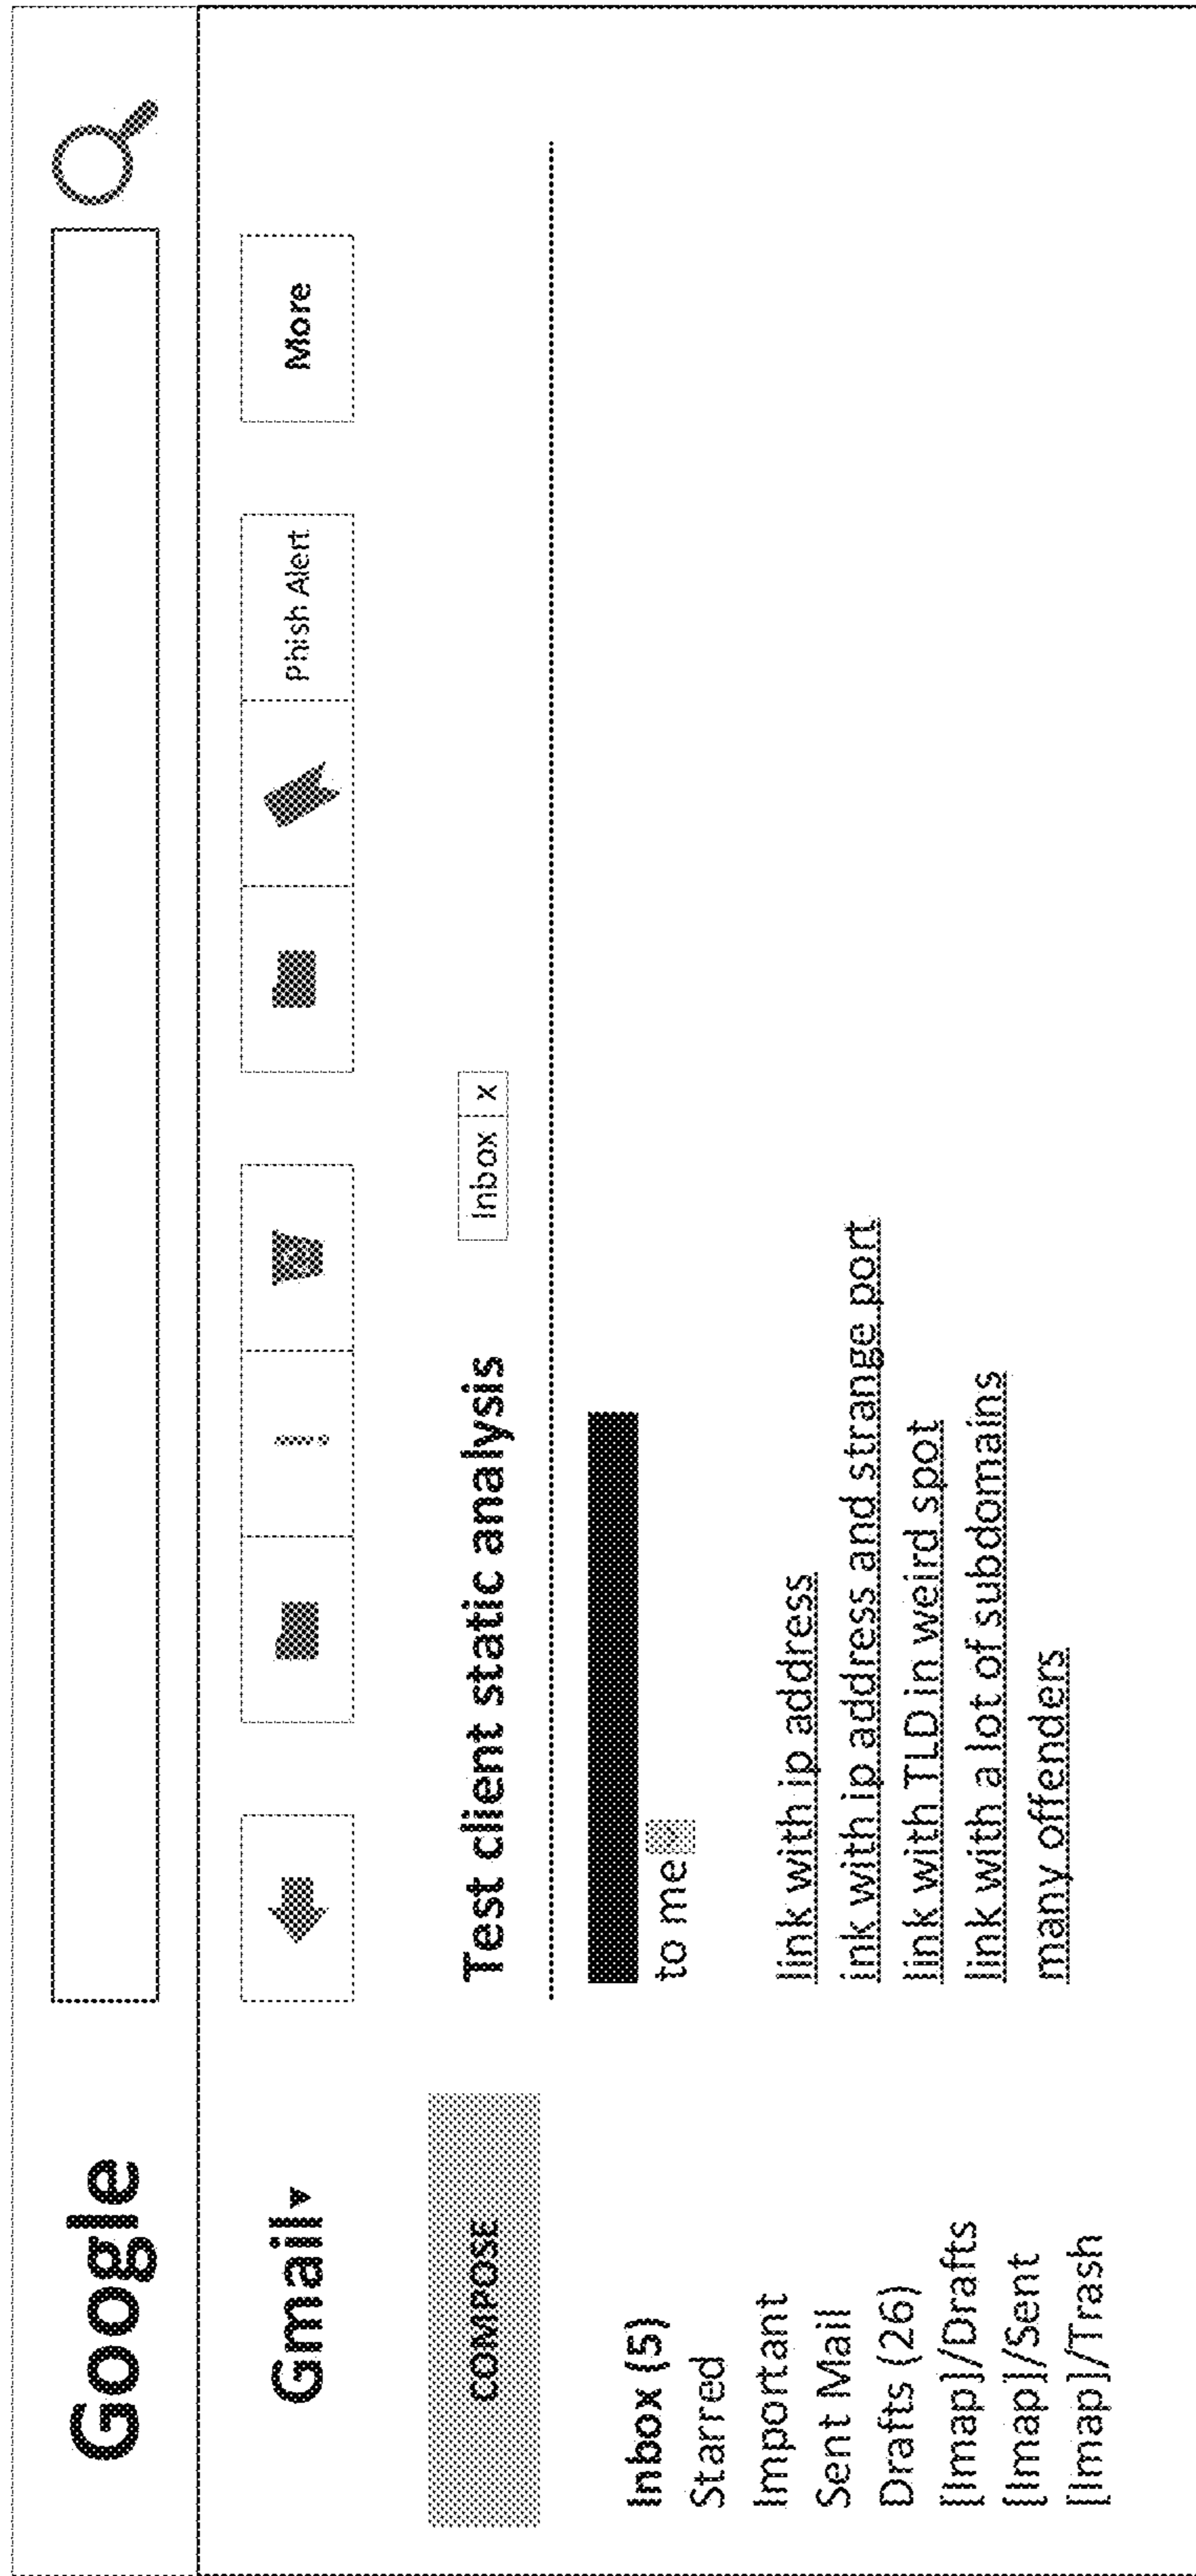 Google
Gmail
More
Phish Alert
COMPOSE
Test client static analysis
Inbox x
to me
Inbox (5)
Starred
Important
Sent Mail
Drafts (26)
[Imap]/Drafts
[Imap]/Sent
[Imap]/Trash
link with ip address
ink with ip address and strange port
link with TLD in weird spot
link with a lot of subdomains
many offenders